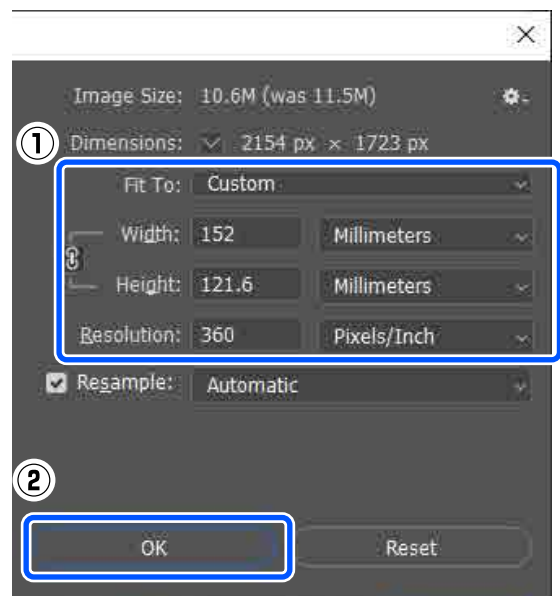 Image Size: 10.6M (was 11.5M)
① Dimensions: 2154 px × 1723 px
Fit To: Custom
Width: 152 Millimeters
Height: 121.6 Millimeters
Resolution: 360 Pixels/Inch
Resample: Automatic
②
OK Reset